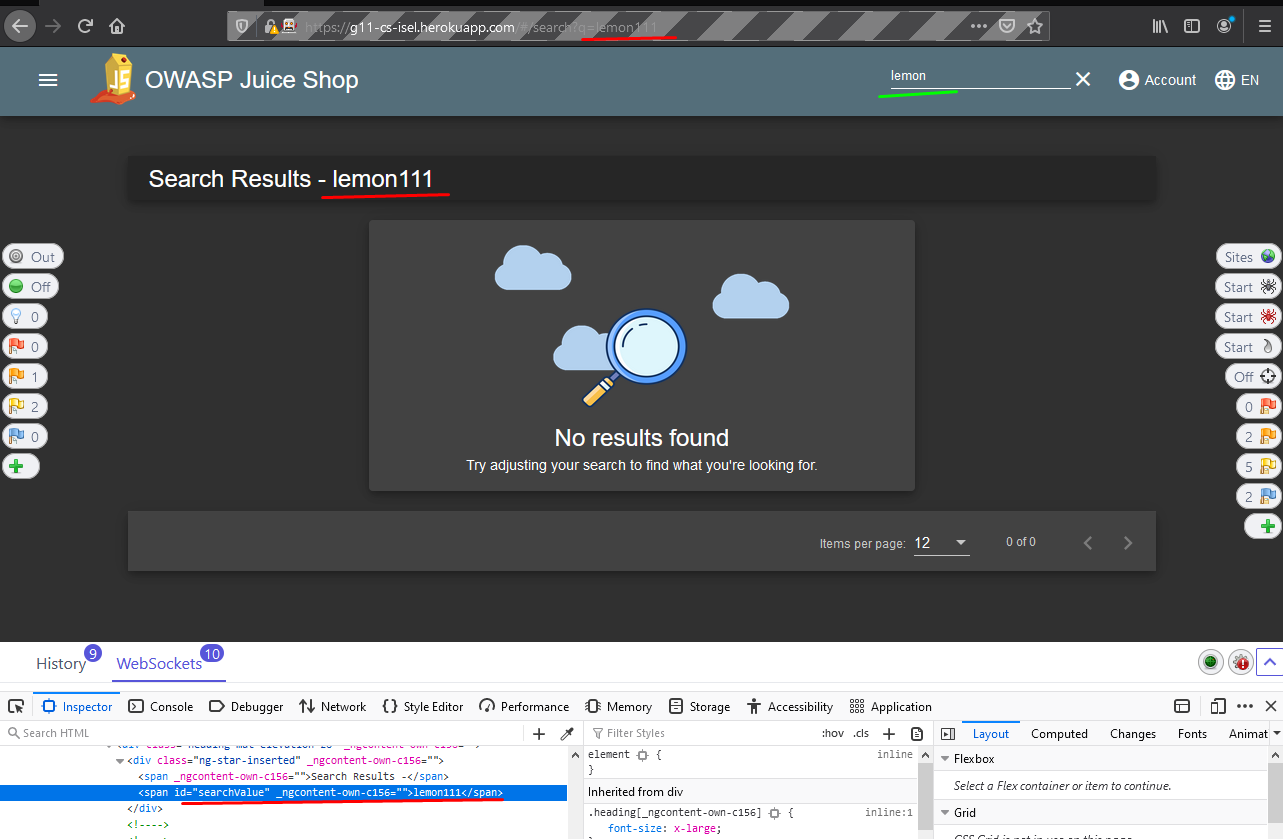 https://g11-cs-isel.herokuapp.com/#/search?q=lemon111
OWASP Juice Shop
lemon
Account
EN
Search Results - lemon111
No results found
Try adjusting your search to find what you're looking for.
Items per page: 12
0 of 0
Out
Off
0
0
1
2
0
Sites
Start
Start
Start
Off
0
2
5
2
History 9
WebSockets 10
Inspector Console Debugger Network Style Editor Performance Memory Storage Accessibility Application
Search HTML
Filter Styles
:hov .cls
Layout Computed Changes Fonts Animat
<div class="ng-star-inserted" _ngcontent-own-c156="">
<span _ngcontent-own-c156="">Search Results -</span>
<span id="searchValue" _ngcontent-own-c156="">lemon111</span>
</div>
<!---->
element {
inline
}
Inherited from div
.heading[_ngcontent-own-c156] {
inline:1
font-size: x-large;
Flexbox
Select a Flex container or item to continue.
Grid